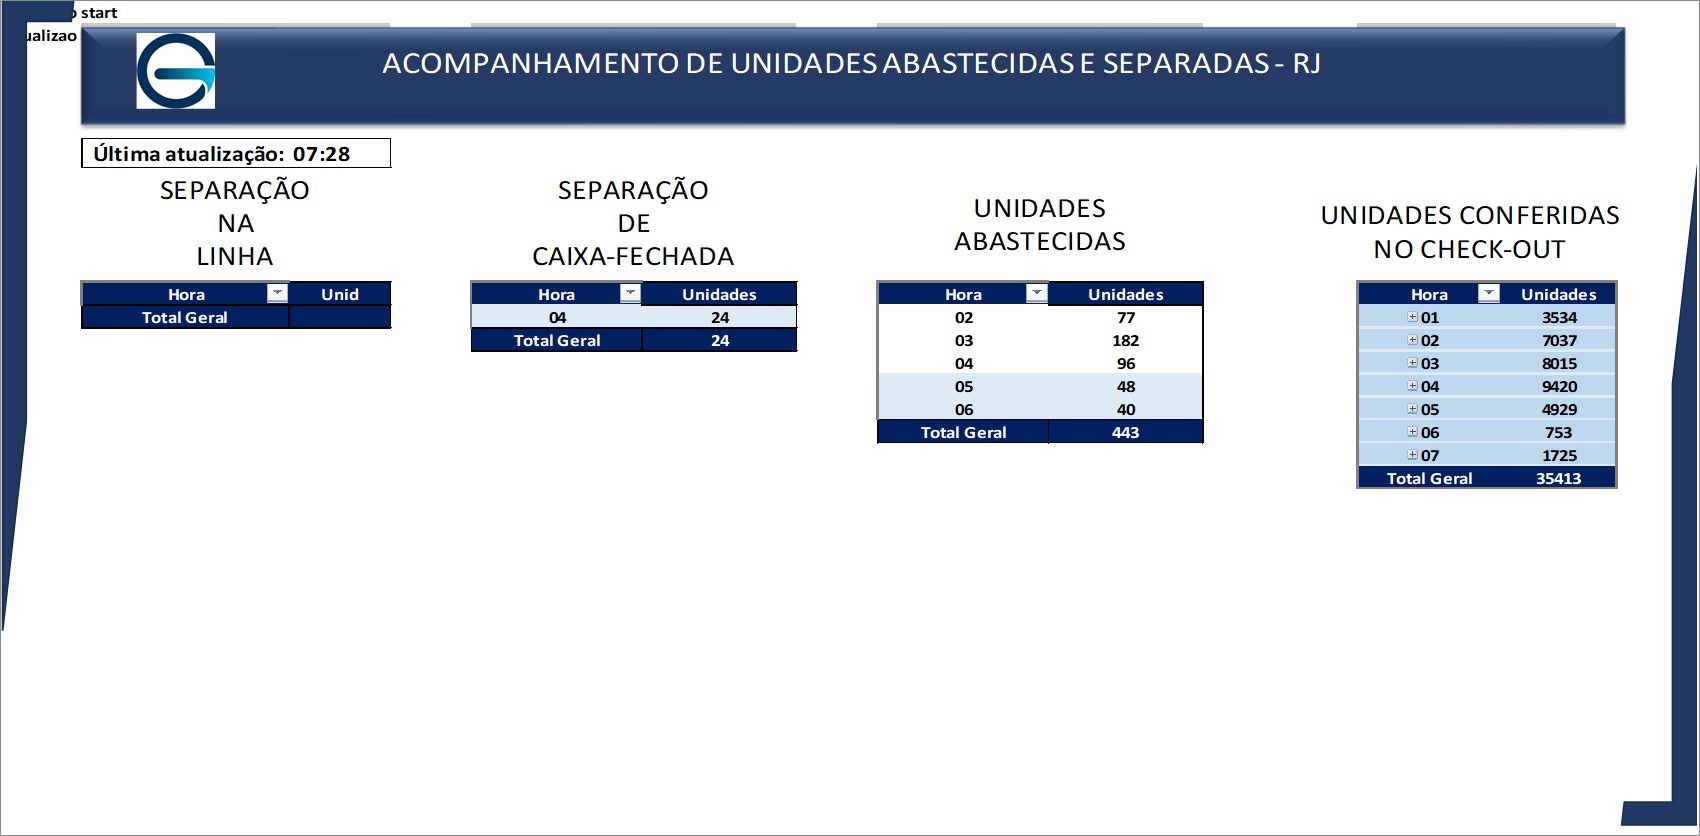 start
ACOMPANHAMENTO DE UNIDADES ABASTECIDAS E SEPARADAS - RJ
Última atualização: 07:28
SEPARAÇÃO
NA
LINHA
Hora Unid
Total Geral
SEPARAÇÃO
DE
CAIXA-FECHADA
Hora Unidades
04 24
Total Geral 24
UNIDADES
ABASTECIDAS
Hora Unidades
02 77
03 182
04 96
05 48
06 40
Total Geral 443
UNIDADES CONFERIDAS
NO CHECK-OUT
Hora Unidades
01 3534
02 7037
03 8015
04 9420
05 4929
06 753
07 1725
Total Geral 35413